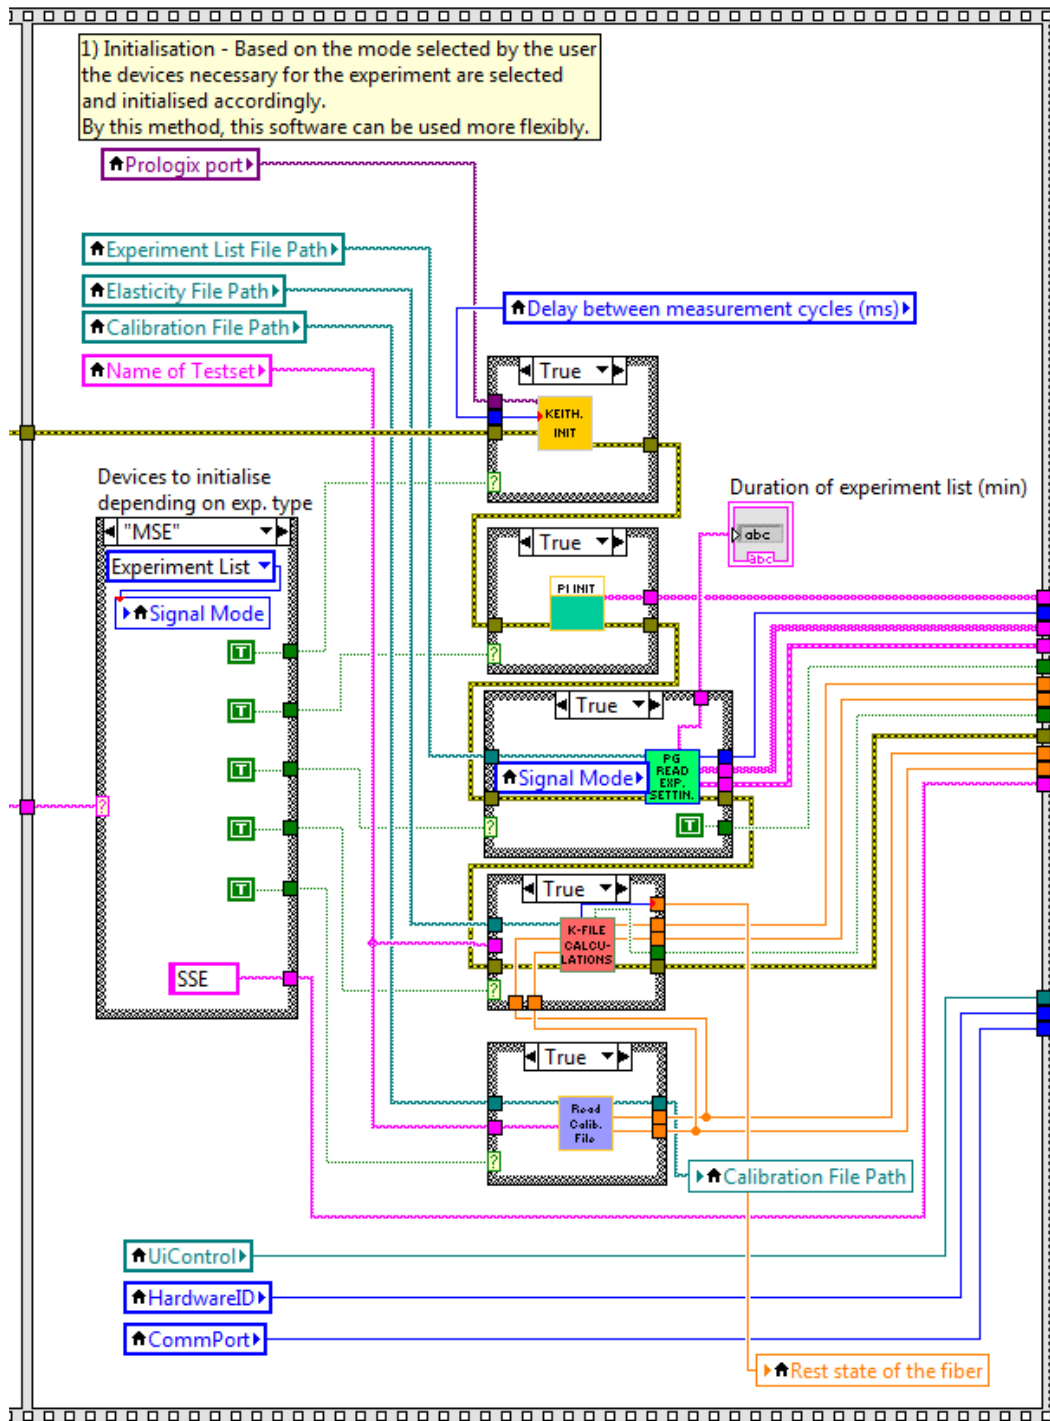 1) Initialisation - Based on the mode selected by the user
the devices necessary for the experiment are selected
and initialised accordingly.
By this method, this software can be used more flexibly.
Prologix port
Experiment List File Path
Elasticity File Path
Calibration File Path
Name of Testset
Delay between measurement cycles (ms)
True
KEITH.
INIT
Devices to initialise
depending on exp. type
"MSE"
Experiment List
Signal Mode
T
T
T
T
T
SSE
Duration of experiment list (min)
abc
abc
True
PI INIT
True
Signal Mode
PG
READ
EXP.
SETTIN.
T
True
K-FILE
CALCU-
LATIONS
True
Read
Calib.
File
Calibration File Path
UiControl
HardwareID
CommPort
Rest state of the fiber